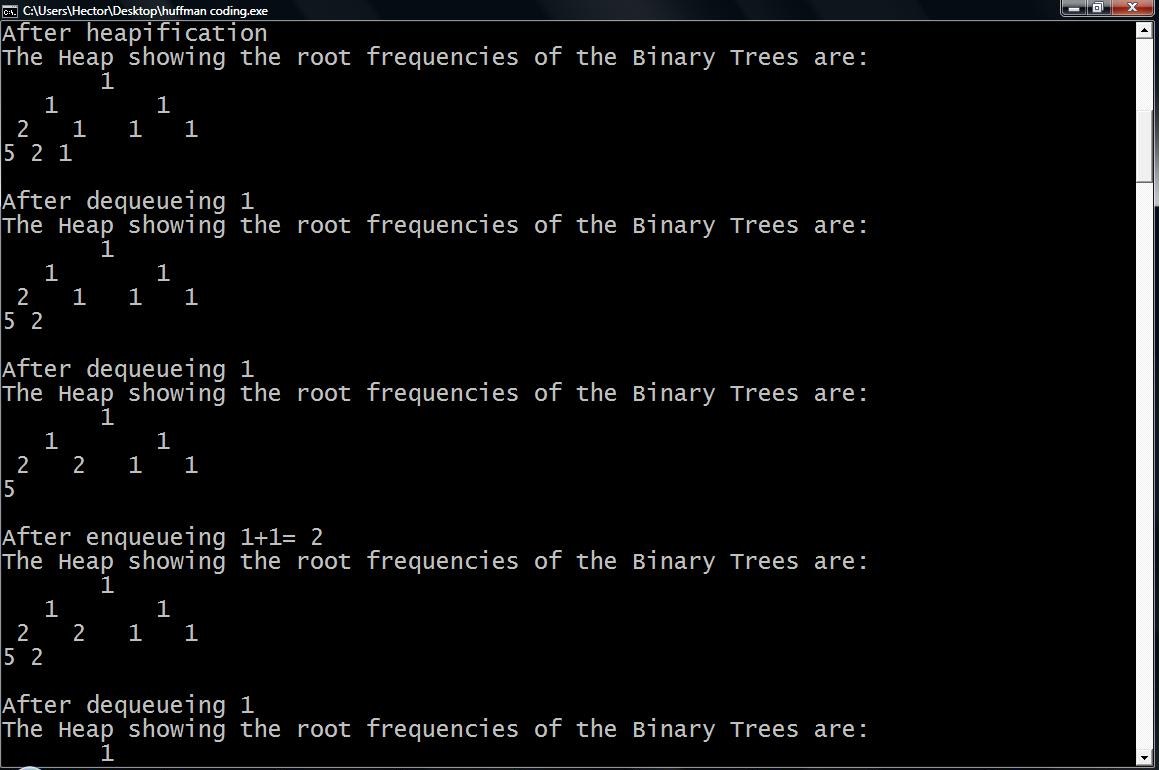 C:\Users\Hector\Desktop\huffman coding.exe
After heapification
The Heap showing the root frequencies of the Binary Trees are:
1
1 1
2 1 1 1
5 2 1
After dequeueing 1
The Heap showing the root frequencies of the Binary Trees are:
1
1 1
2 1 1 1
5 2
After dequeueing 1
The Heap showing the root frequencies of the Binary Trees are:
1
1 1
2 2 1 1
5
After enqueueing 1+1= 2
The Heap showing the root frequencies of the Binary Trees are:
1
1 1
2 2 1 1
5 2
After dequeueing 1
The Heap showing the root frequencies of the Binary Trees are:
1